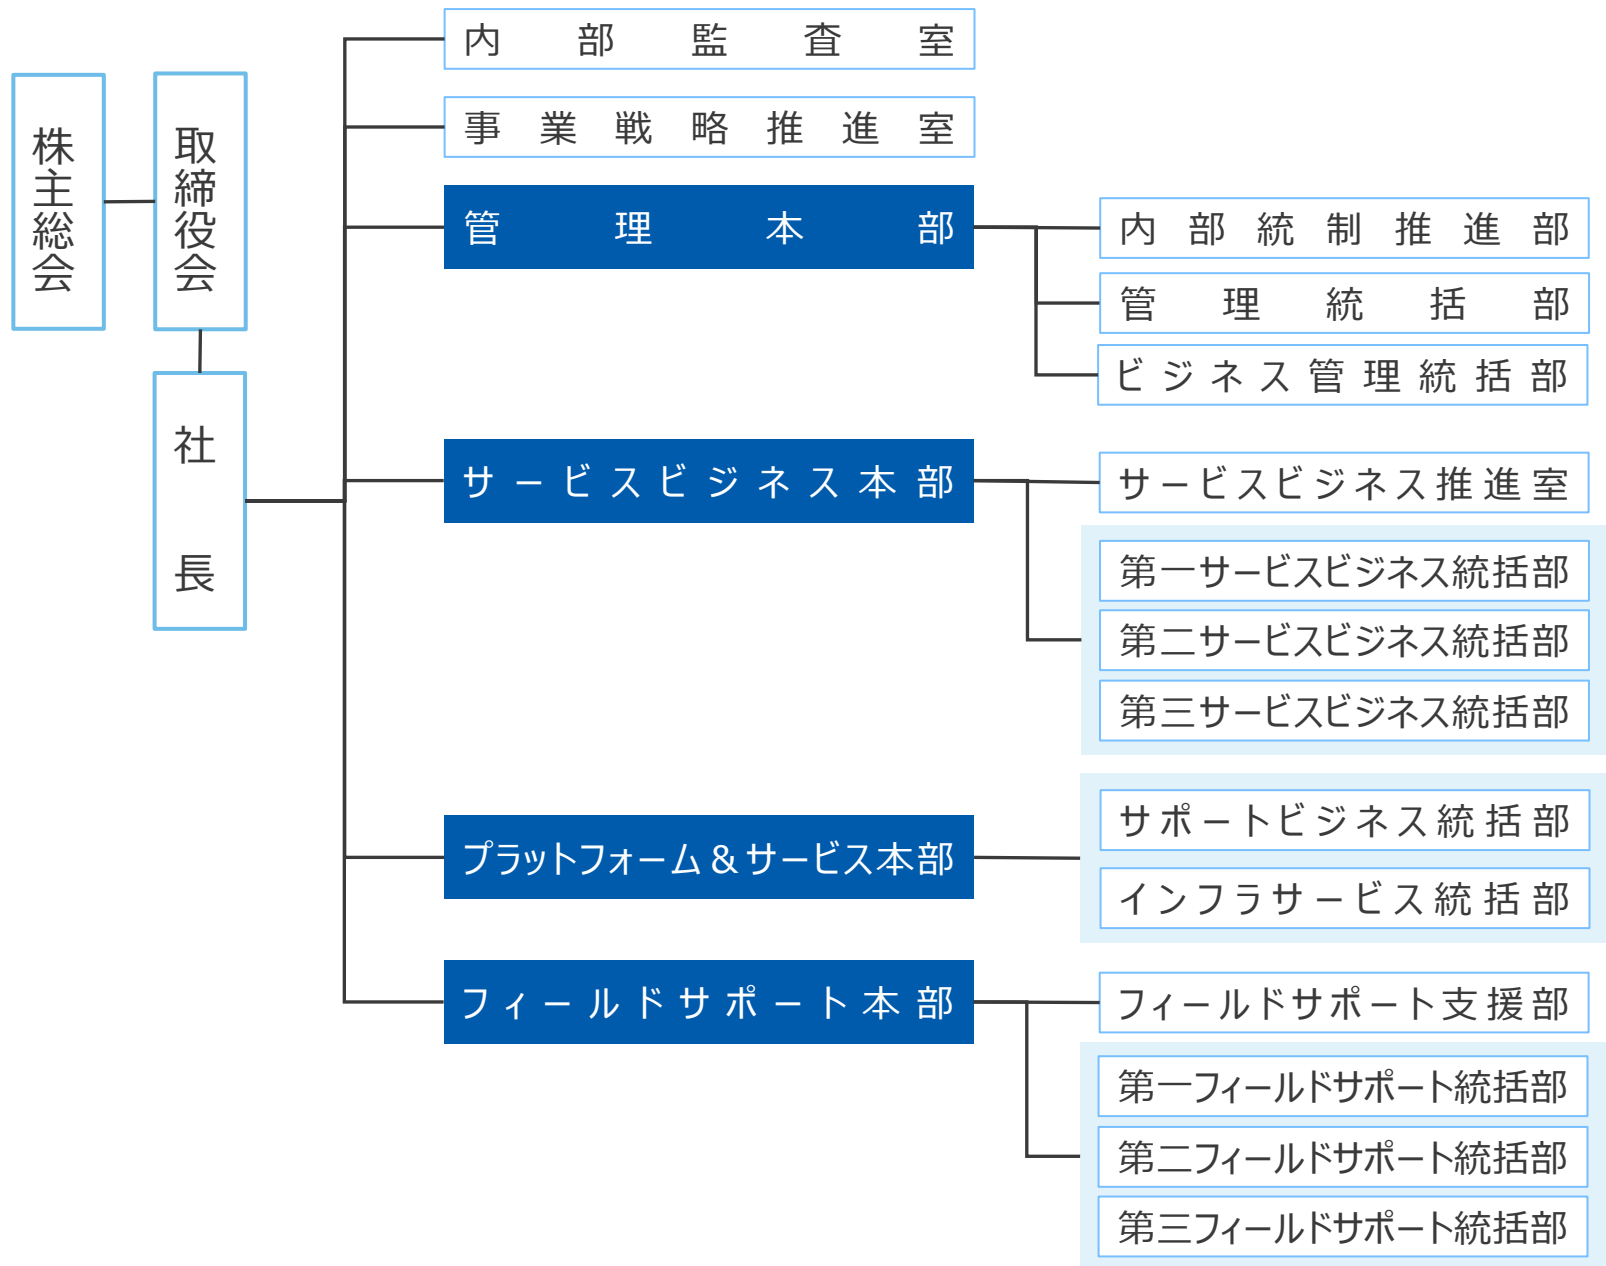 株主総会
取締役会
社長
内部監査室
事業戦略推進室
管理本部
内部統制推進部
管理統括部
ビジネス管理統括部
サービスビジネス本部
サービスビジネス推進室
第一サービスビジネス統括部
第二サービスビジネス統括部
第三サービスビジネス統括部
プラットフォーム&サービス本部
サポートビジネス統括部
インフラサービス統括部
フィールドサポート本部
フィールドサポート支援部
第一フィールドサポート統括部
第二フィールドサポート統括部
第三フィールドサポート統括部